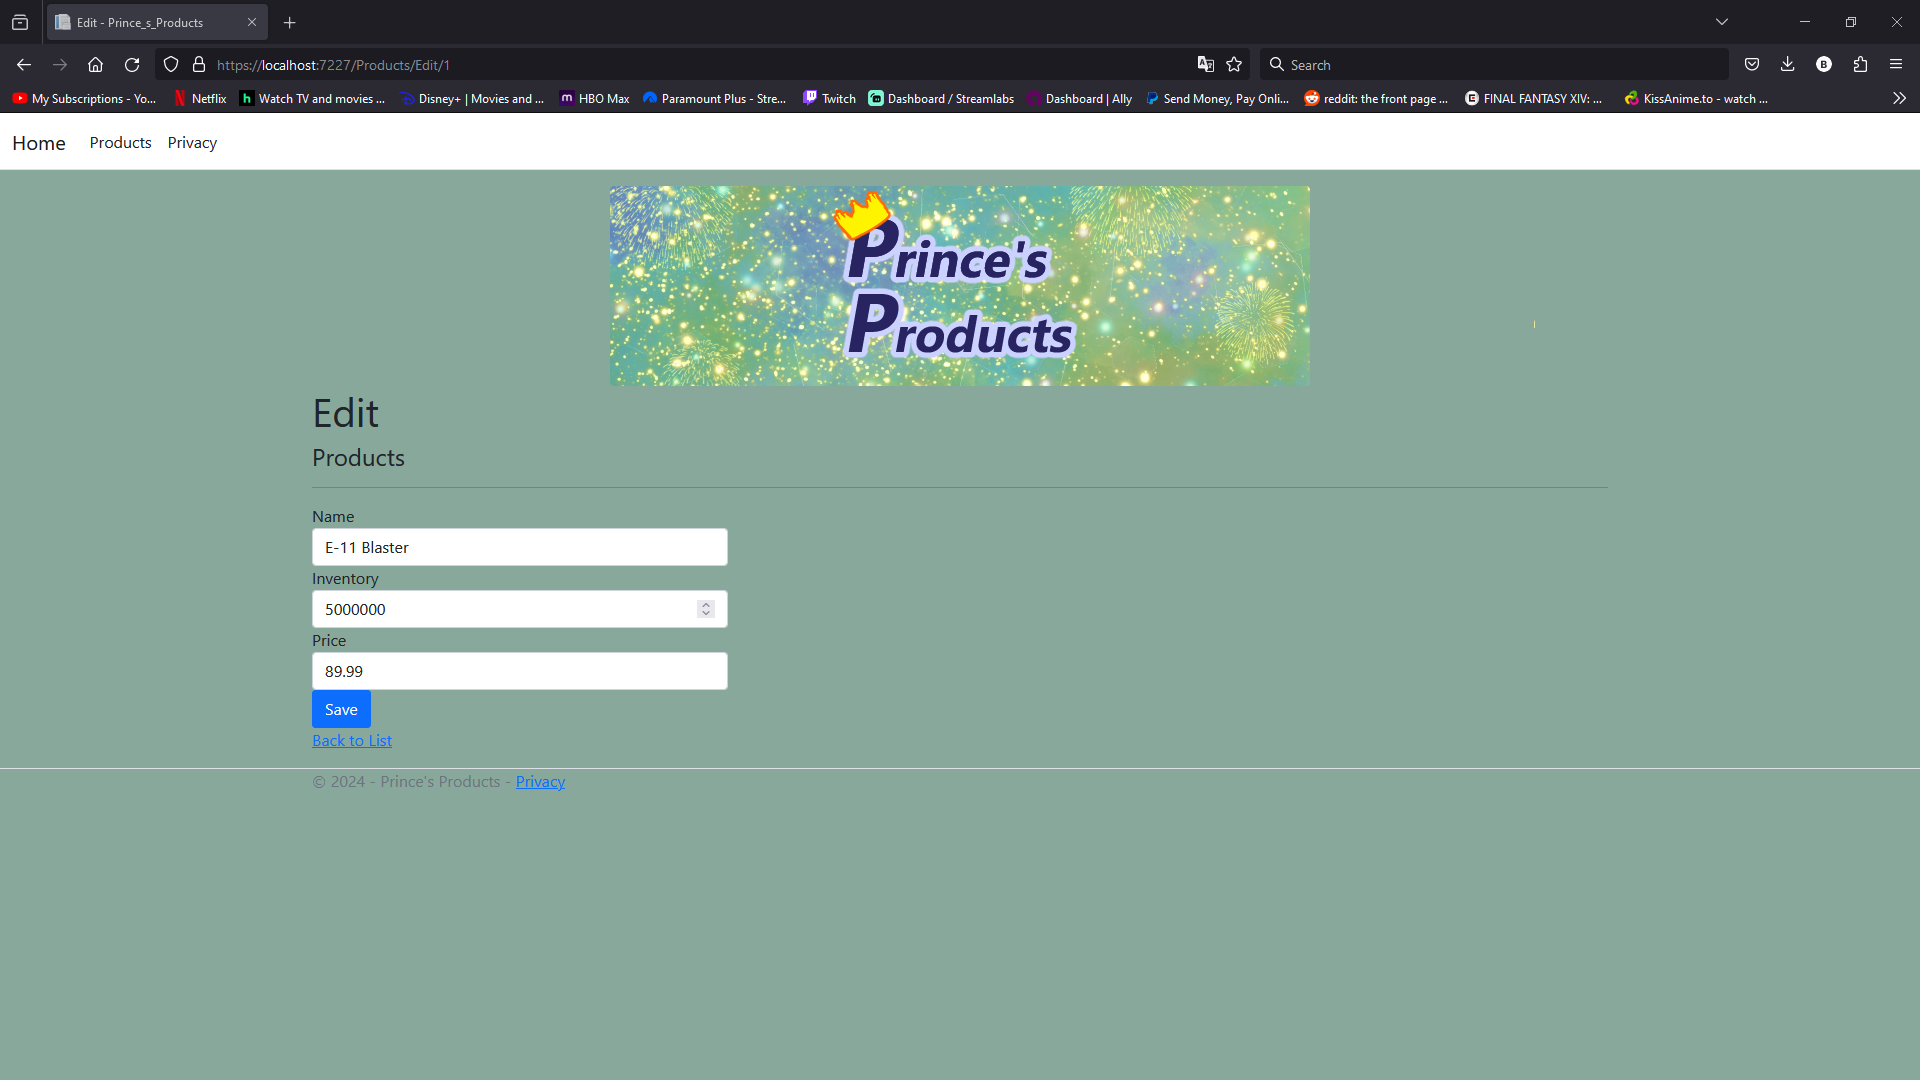 Edit - Prince_s_Products
https://localhost:7227/Products/Edit/1
Search
My Subscriptions - Yo...
Netflix
Watch TV and movies ...
Disney+ | Movies and ...
HBO Max
Paramount Plus - Stre...
Twitch
Dashboard / Streamlabs
Dashboard | Ally
Send Money, Pay Onli...
reddit: the front page ...
FINAL FANTASY XIV: ...
KissAnime.to - watch ...
Home
Products
Privacy
Prince's
Products
Edit
Products
Name
E-11 Blaster
Inventory
5000000
Price
89.99
Save
Back to List
© 2024 - Prince's Products - Privacy